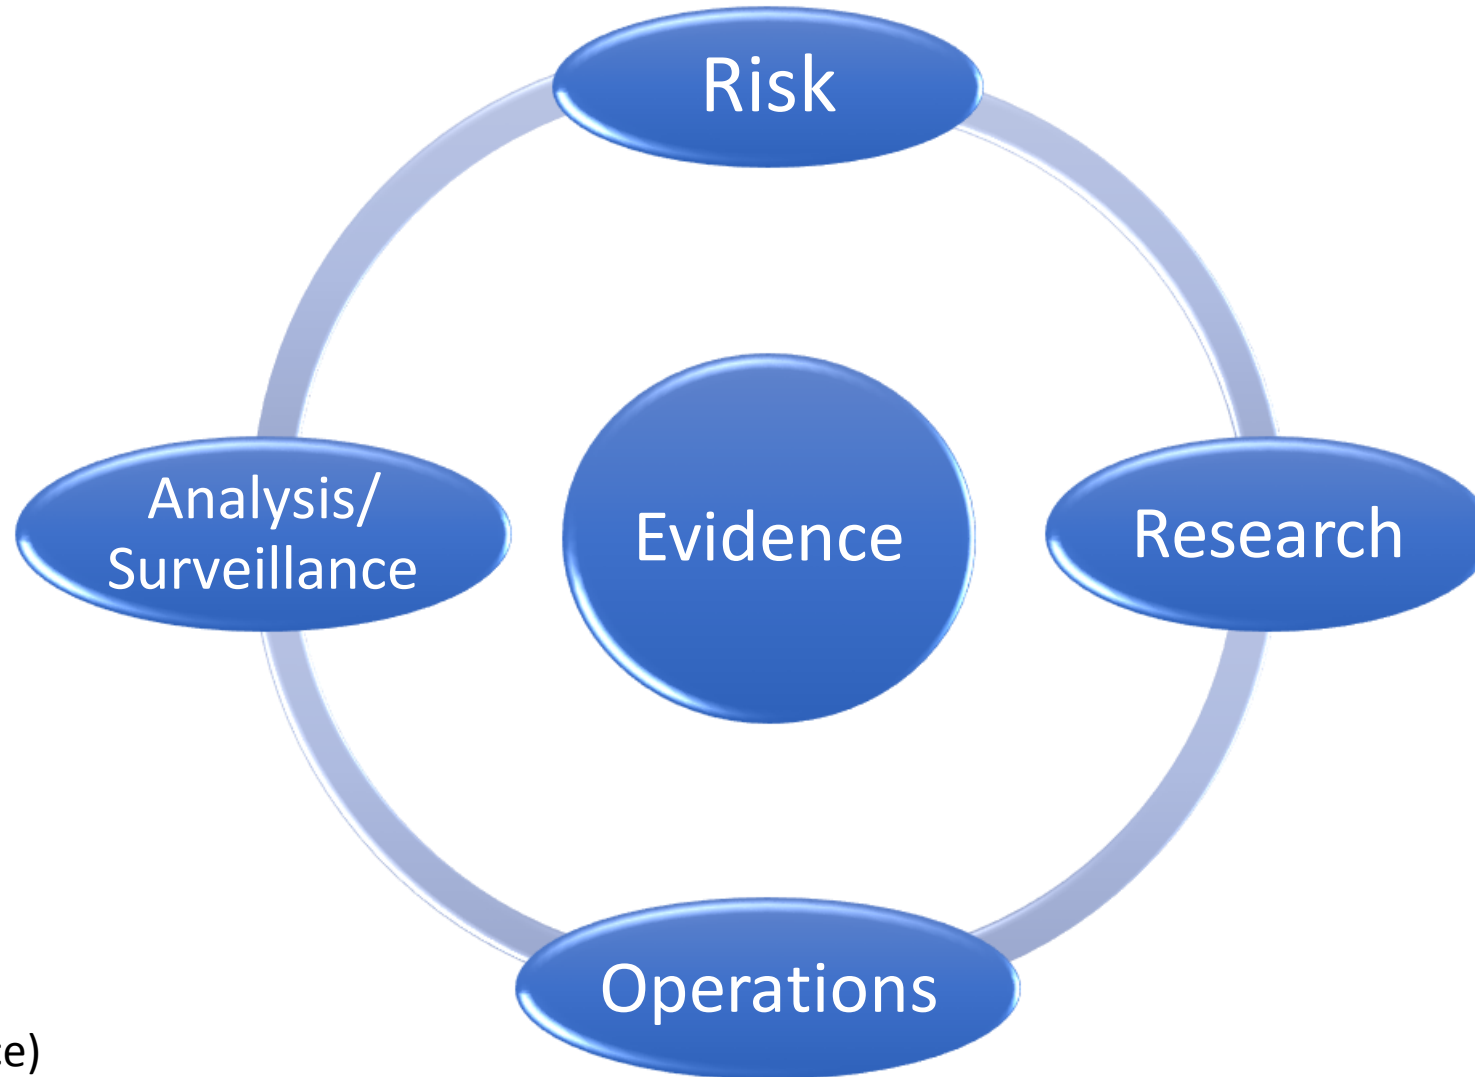 Risk
Analysis/
Surveillance
Evidence
Research
Operations